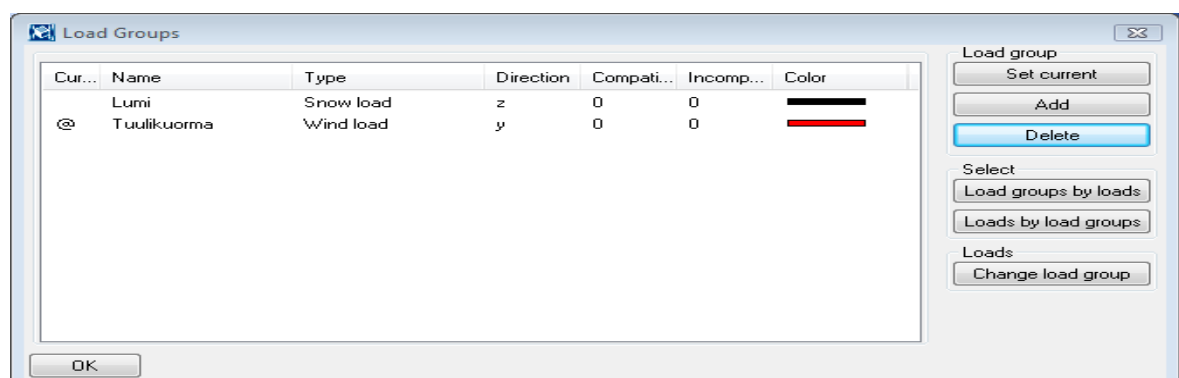 Load Groups
Load group
Cur... Name Type Direction Compati... Incomp... Color
Set current
Lumi Snow load z 0 0
Add
@ Tuulikuorma Wind load y 0 0
Delete
Select
Load groups by loads
Loads by load groups
Loads
Change load group
OK